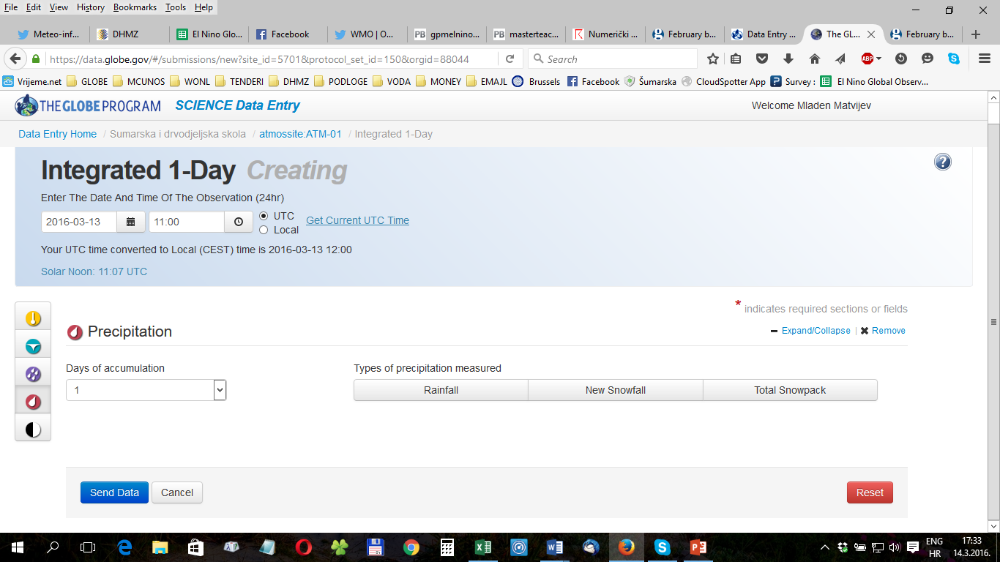 File Edit View History Bookmarks Tools Help
Meteo-inf... DHMZ El Nino Glo... Facebook WMO | O... PB gpmelnino... PB masterteac... Numerički ... February b... Data Entry ... The GL... February b...
https://data.globe.gov/#/submissions/new?site_id=5701&protocol_set_id=150&orgid=88044 Search ABP
Vrijeme.net GLOBE MCUNOS WONL TENDERI DHMZ PODLOGE VODA MONEY EMAJL Brussels Facebook Šumarska CloudSpotter App Survey : El Nino Global Observ...
THE GLOBE PROGRAM SCIENCE Data Entry Welcome Mladen Matvijev
Data Entry Home / Sumarska i drvodjeljska skola / atmossite:ATM-01 / Integrated 1-Day
Integrated 1-Day Creating
Enter The Date And Time Of The Observation (24hr)
2016-03-13 11:00 UTC Get Current UTC Time
Local
Your UTC time converted to Local (CEST) time is 2016-03-13 12:00
Solar Noon: 11:07 UTC
* indicates required sections or fields
Precipitation Expand/Collapse | Remove
Days of accumulation Types of precipitation measured
1 Rainfall New Snowfall Total Snowpack
Send Data Cancel Reset
ENG 17:33
HR 14.3.2016.